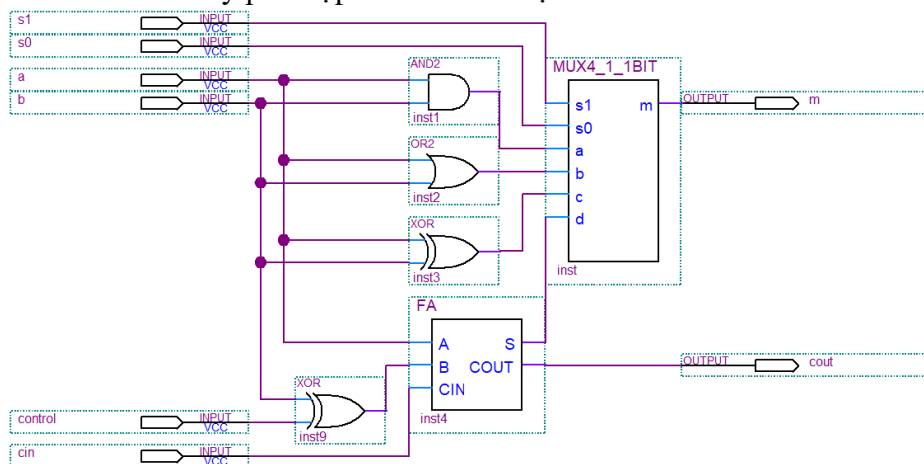 s1 INPUT VCC
s0 INPUT VCC
a INPUT VCC
b INPUT VCC
AND2
inst1
OR2
inst2
XOR
inst3
MUX4_1_1BIT
s1 m
s0
a
b
c
d
inst
OUTPUT m
FA
A S
B COUT
CIN
inst4
OUTPUT cout
XOR
inst9
control INPUT VCC
cin INPUT VCC